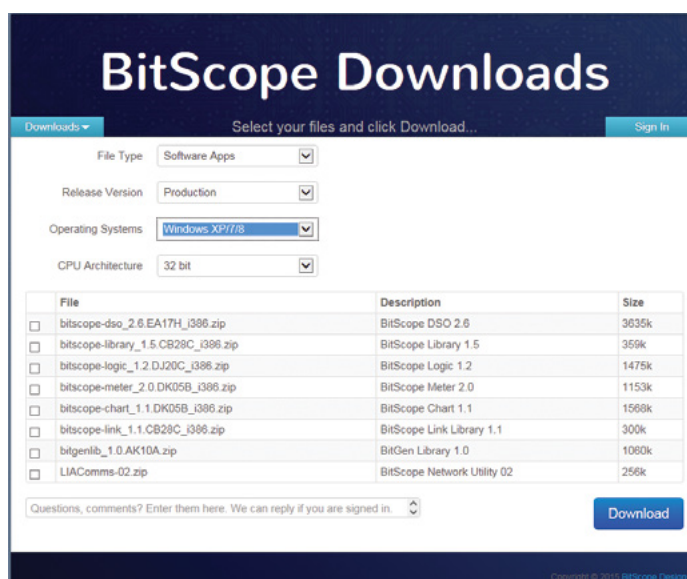 BitScope Downloads
Downloads Select your files and click Download... Sign In
File Type Software Apps
Release Version Production
Operating Systems Windows XP/7/8
CPU Architecture 32 bit
File Description Size
bitscope-dso_2.6.EA17H_i386.zip BitScope DSO 2.6 3635k
bitscope-library_1.5.CB28C_i386.zip BitScope Library 1.5 359k
bitscope-logic_1.2.DJ20C_i386.zip BitScope Logic 1.2 1475k
bitscope-meter_2.0.DK05B_i386.zip BitScope Meter 2.0 1153k
bitscope-chart_1.1.DK05B_i386.zip BitScope Chart 1.1 1568k
bitscope-link_1.1.CB28C_i386.zip BitScope Link Library 1.1 300k
bitgenlib_1.0.AK10A.zip BitGen Library 1.0 1060k
LIAComms-02.zip BitScope Network Utility 02 256k
Questions, comments? Enter them here. We can reply if you are signed in.
Download
Copyright © 2015 BitScope Design